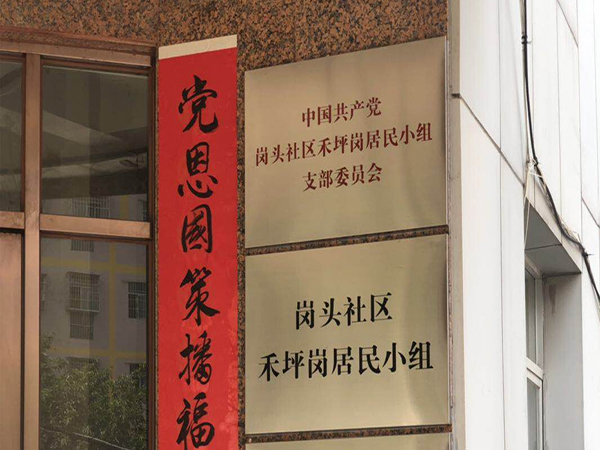 党恩國策播福
中国共产党
岗头社区禾坪岗居民小组
支部委员会
岗头社区
禾坪岗居民小组